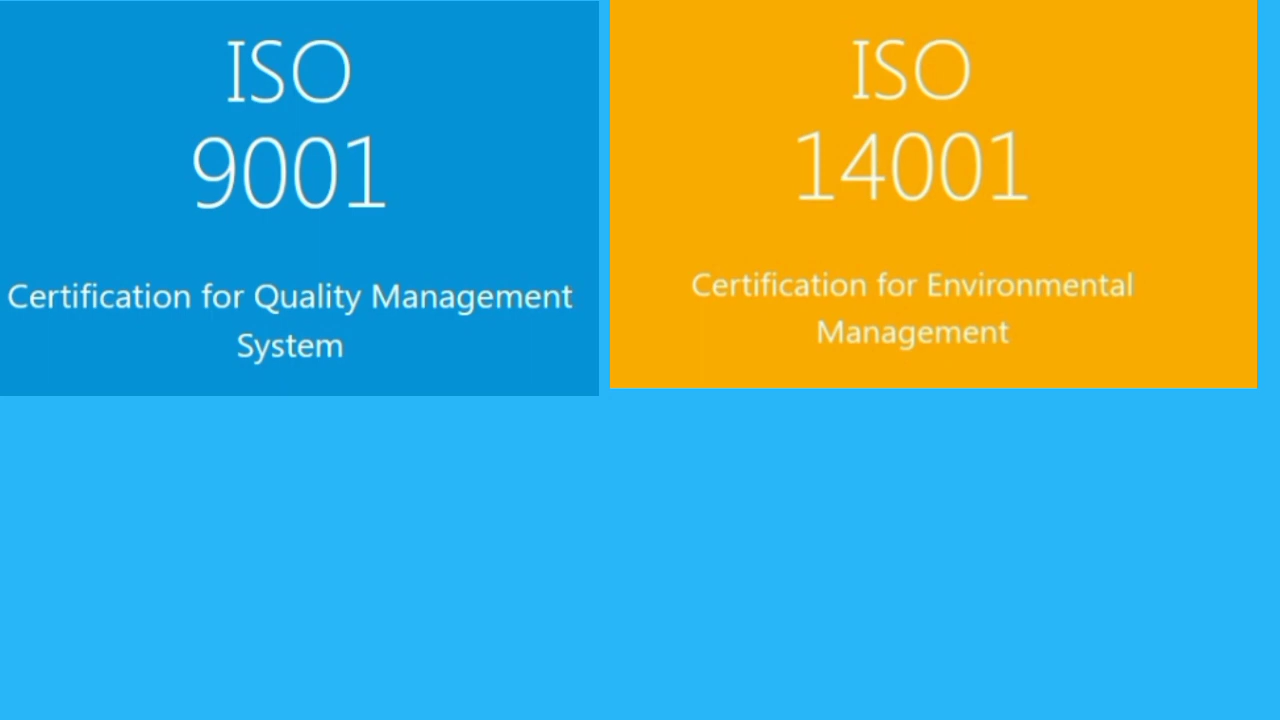 ISO
9001
Certification for Quality Management
System
ISO
14001
Certification for Environmental
Management